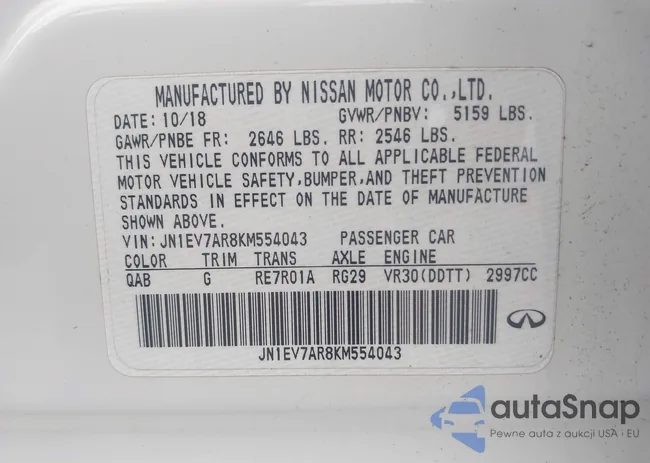 MANUFACTURED BY NISSAN MOTOR CO.,LTD.
DATE: 10/18 GVWR/PNBV: 5159 LBS.
GAWR/PNBE FR: 2646 LBS. RR: 2546 LBS.
THIS VEHICLE CONFORMS TO ALL APPLICABLE FEDERAL
MOTOR VEHICLE SAFETY,BUMPER,AND THEFT PREVENTION
STANDARDS IN EFFECT ON THE DATE OF MANUFACTURE
SHOWN ABOVE.
VIN: JN1EV7AR8KM554043 PASSENGER CAR
COLOR TRIM TRANS AXLE ENGINE
QAB G RE7R01A RG29 VR30(DDTT) 2997CC
JN1EV7AR8KM554043
autaSnap
Pewne auta z aukcji USA i EU